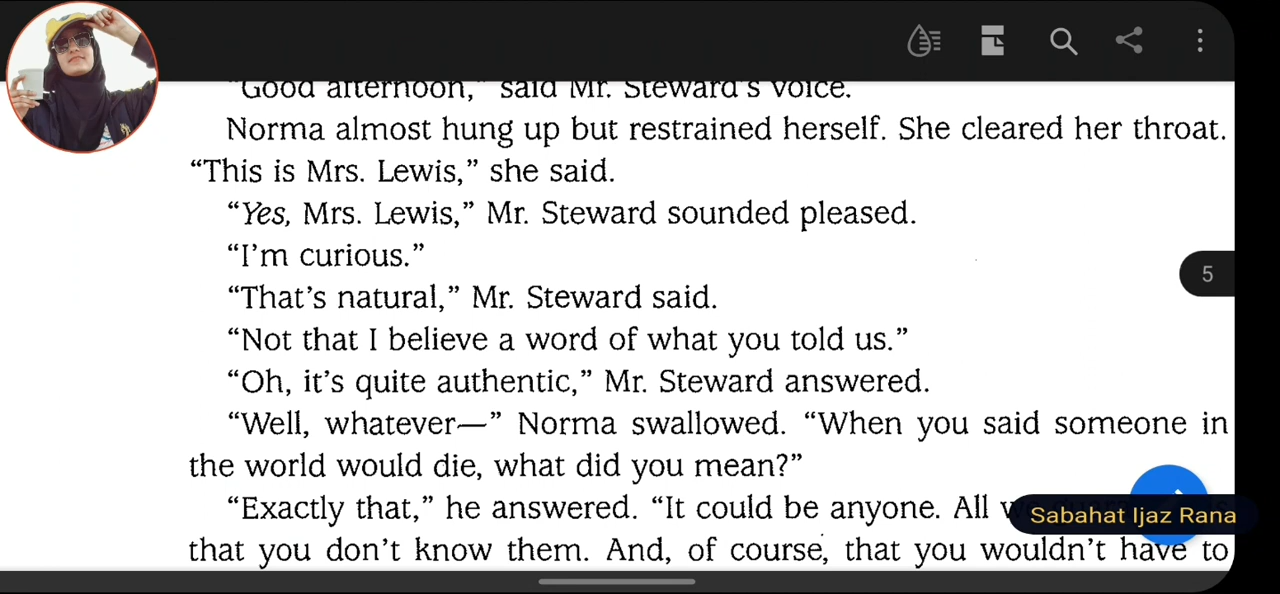 “Good afternoon,” said Mr. Steward’s voice.
Norma almost hung up but restrained herself. She cleared her throat.
“This is Mrs. Lewis,” she said.
“Yes, Mrs. Lewis,” Mr. Steward sounded pleased.
“I’m curious.”
“That’s natural,” Mr. Steward said.
“Not that I believe a word of what you told us.”
5
“Oh, it’s quite authentic,” Mr. Steward answered.
“Well, whatever—” Norma swallowed. “When you said someone in
the world would die, what did you mean?”
“Exactly that,” he answered. “It could be anyone. All
Sabahat Ijaz Rana
that you don’t know them. And, of course, that you wouldn’t have to